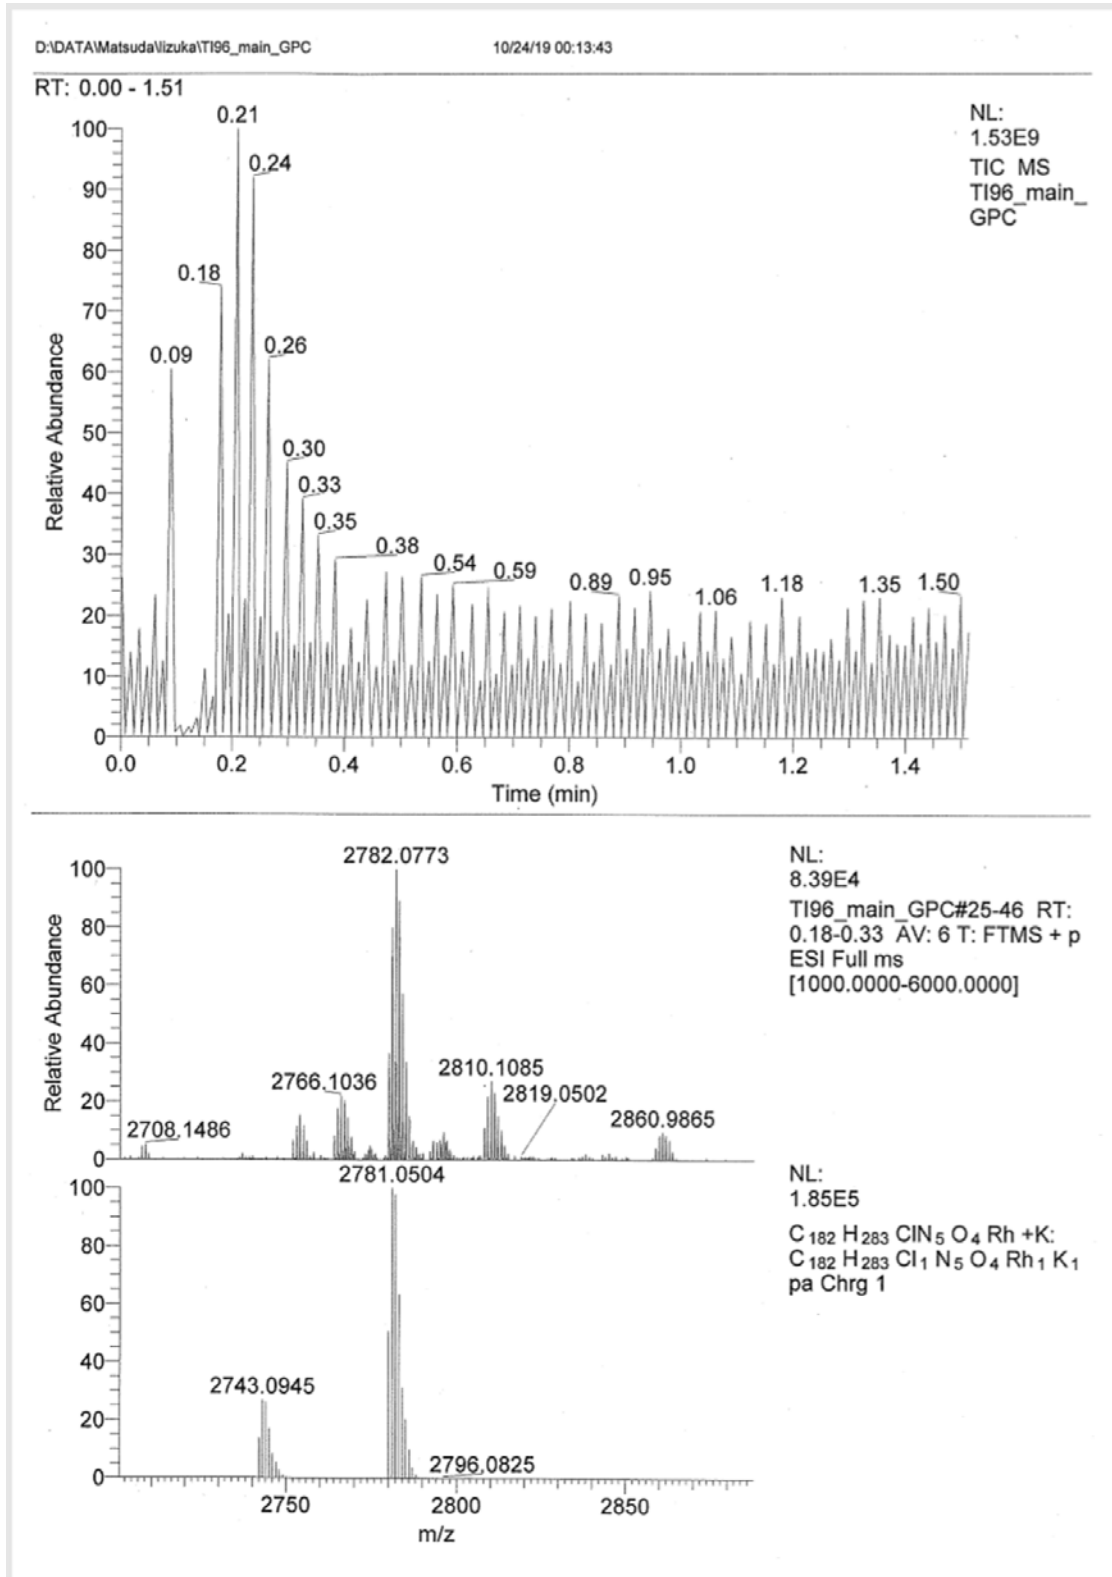 D:\DATA\Matsuda\Iizuka\TI96_main_GPC 10/24/19 00:13:43
RT: 0.00 - 1.51
NL:
1.53E9
TIC MS
TI96_main_
GPC
0.21
0.24
0.18
0.09
0.26
0.30
0.33
0.35
0.38
0.54
0.59
0.89
0.95
1.06
1.18
1.35
1.50
100
90
80
70
60
50
40
30
20
10
0
Relative Abundance
0.0 0.2 0.4 0.6 0.8 1.0 1.2 1.4
Time (min)
NL:
8.39E4
TI96_main_GPC#25-46 RT:
0.18-0.33 AV: 6 T: FTMS + p
ESI Full ms
[1000.0000-6000.0000]
2782.0773
2810.1085
2766.1036
2819.0502
2708.1486
2860.9865
100
80
60
40
20
0
Relative Abundance
NL:
1.85E5
C182 H283 ClN5 O4 Rh +K:
C182 H283 Cl1 N5 O4 Rh1 K1
pa Chrg 1
2781.0504
2743.0945
2796.0825
100
80
60
40
20
0
2750 2800 2850
m/z